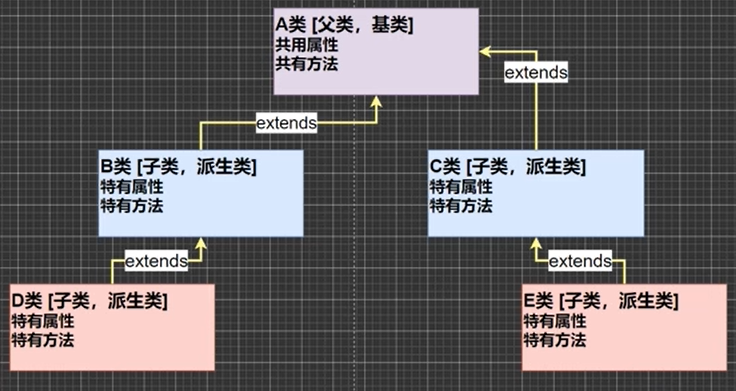 A类 [父类，基类]
共用属性
共有方法
extends
extends
B类 [子类，派生类]
特有属性
特有方法
C类 [子类，派生类]
特有属性
特有方法
extends
extends
D类 [子类，派生类]
特有属性
特有方法
E类 [子类，派生类]
特有属性
特有方法